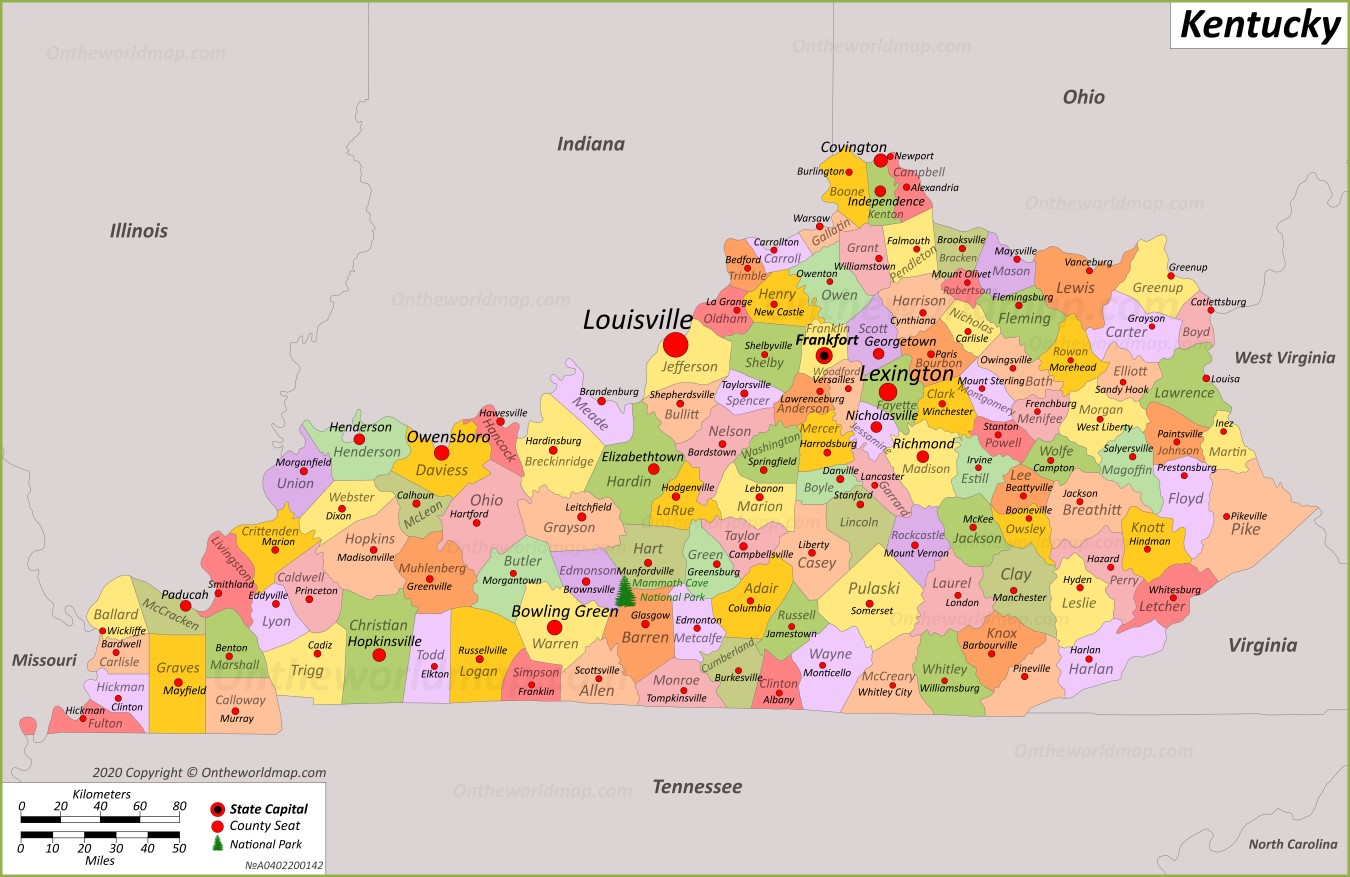 Kentucky
Ontheworldmap.com
Ontheworldmap.com
Ohio
Indiana
Illinois
Covington
Newport
Burlington
Campbell
Boone
Alexandria
Independence
Kenton
Ontheworldmap.com
Warsaw
Gallatin
Carrollton
Carroll
Grant
Falmouth
Pendleton
Brooksville
Bracken
Maysville
Mason
Vanceburg
Lewis
Greenup
Greenup
Bedford
Trimble
Williamstown
Owenton
Owen
Mount Olivet
Robertson
Henry
New Castle
La Grange
Oldham
Ontheworldmap.com
Harrison
Cynthiana
Flemingsburg
Fleming
Nicholas
Carlisle
Catlettsburg
Grayson
Carter
Boyd
Louisville
Jefferson
Shelbyville
Shelby
Franklin
Frankfort
Scott
Georgetown
Paris
Bourbon
Owingsville
Bath
Rowan
Morehead
West Virginia
Elliott
Sandy Hook
Louisa
Lawrence
Woodford
Versailles
Lexington
Fayette
Mount Sterling
Montgomery
Brandenburg
Meade
Shepherdsville
Bullitt
Taylorsville
Spencer
Lawrenceburg
Anderson
Clark
Winchester
Frenchburg
Menifee
Morgan
West Liberty
Nicholasville
Jessamine
Hawesville
Hancock
Henderson
Henderson
Owensboro
Daviess
Hardinsburg
Breckinridge
Elizabethtown
Hardin
Nelson
Bardstown
Washington
Springfield
Mercer
Harrodsburg
Richmond
Madison
Stanton
Powell
Wolfe
Campton
Salyersville
Magoffin
Paintsville
Johnson
Inez
Martin
Morganfield
Union
Webster
Dixon
Calhoun
McLean
Ohio
Hartford
Leitchfield
Grayson
Hodgenville
LaRue
Lebanon
Marion
Danville
Boyle
Stanford
Lincoln
Lancaster
Garrard
Irvine
Estill
Lee
Beattyville
Booneville
Owsley
Jackson
Breathitt
Prestonsburg
Floyd
Pikeville
Pike
Crittenden
Marion
Hopkins
Madisonville
Livingston
Smithland
Caldwell
Princeton
Eddyville
Lyon
Muhlenberg
Greenville
Butler
Morgantown
Edmonson
Brownsville
Hart
Munfordville
Mammoth Cave
National Park
Green
Greensburg
Taylor
Campbellsville
Liberty
Casey
Rockcastle
Mount Vernon
McKee
Jackson
Knott
Hindman
Hazard
Perry
Clay
Manchester
Hyden
Leslie
Whitesburg
Letcher
Laurel
London
Pulaski
Somerset
Adair
Columbia
Russell
Jamestown
Paducah
McCracken
Ballard
Wickliffe
Bardwell
Carlisle
Christian
Hopkinsville
Bowling Green
Warren
Glasgow
Barren
Edmonton
Metcalfe
Knox
Barbourville
Harlan
Harlan
Pineville
Virginia
Missouri
Graves
Mayfield
Benton
Marshall
Cadiz
Trigg
Todd
Elkton
Russellville
Logan
Simpson
Franklin
Scottsville
Allen
Monroe
Tompkinsville
Cumberland
Burkesville
Clinton
Albany
Wayne
Monticello
McCreary
Whitley City
Whitley
Williamsburg
Hickman
Clinton
Hickman
Fulton
Calloway
Murray
Ontheworldmap.com
Ontheworldmap.com
Tennessee
North Carolina
2020 Copyright © Ontheworldmap.com
Kilometers
0 20 40 60 80
0 10 20 30 40 50
Miles
State Capital
County Seat
National Park
№A0402200142